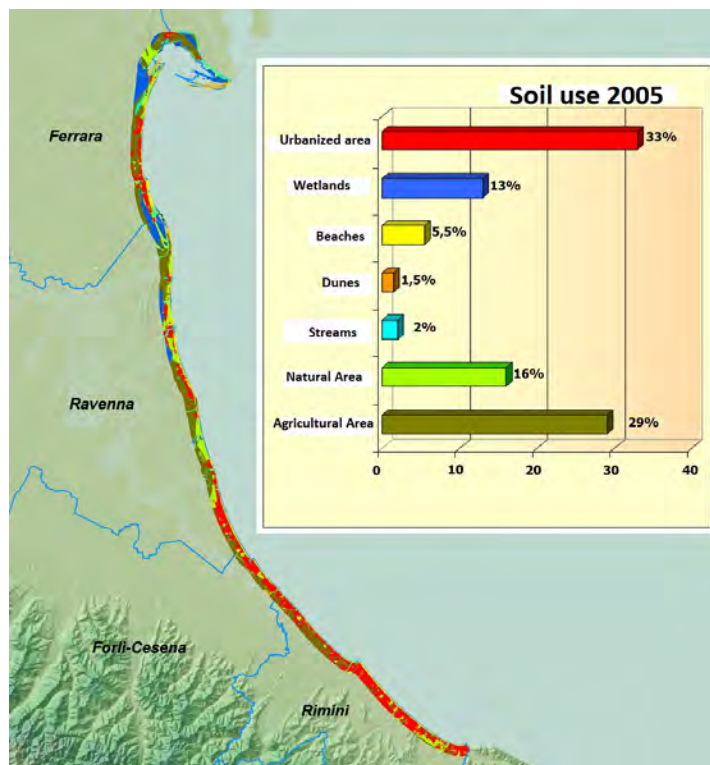 Soil use 2005
Urbanized area
33%
Wetlands
13%
Beaches
5,5%
Dunes
1,5%
Streams
2%
Natural Area
16%
Agricultural Area
29%
0 10 20 30 40
Ferrara
Ravenna
Forlì-Cesena
Rimini